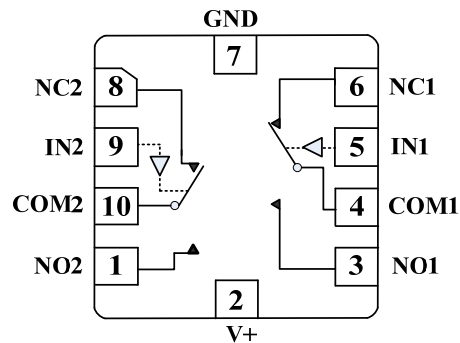 GND
7
NC2 8 6 NC1
IN2 9 5 IN1
COM2 10 4 COM1
NO2 1 3 NO1
2
V+